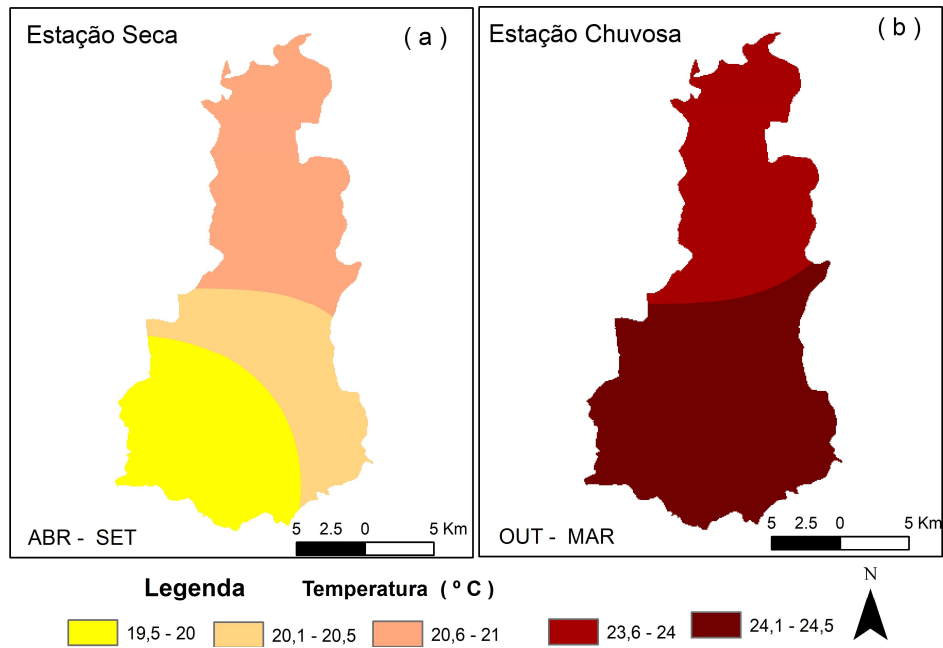 Estação Seca
( a )
5 2.5 0 5 Km
ABR - SET
Estação Chuvosa
( b )
5 2.5 0 5 Km
OUT - MAR
Legenda
Temperatura ( º C )
N
19,5 - 20
20,1 - 20,5
20,6 - 21
23,6 - 24
24,1 - 24,5